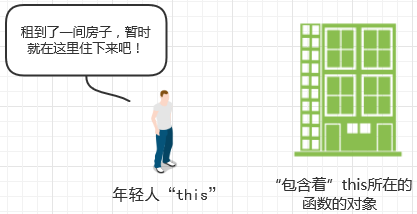 租到了一间房子，暂时
就在这里住下来吧！
年轻人“this”
“包含着”this所在的
函数的对象